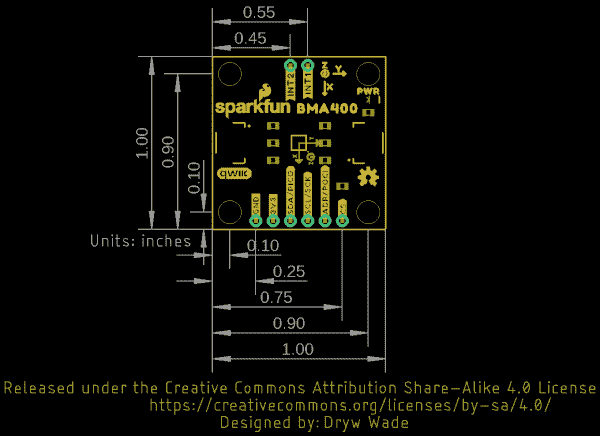 0.55
0.45
INT2
INT1
Z
Y
X
PWR
sparkfun BMA400
1.00
0.90
0.10
qwiic
GND
3V3
SDA/PICO
SCL/SCK
ADR/POCI
CS
Units: inches
0.10
0.25
0.75
0.90
1.00
Released under the Creative Commons Attribution Share-Alike 4.0 License
https://creativecommons.org/licenses/by-sa/4.0/
Designed by: Dryw Wade